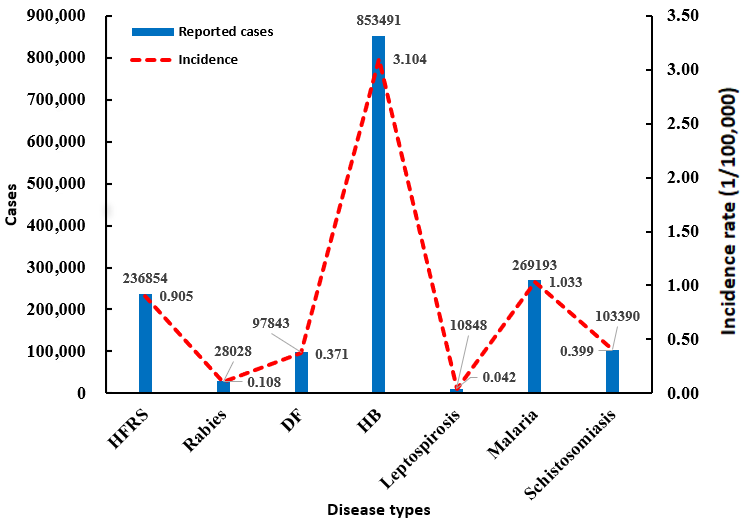 900,000
800,000
700,000
600,000
500,000
400,000
300,000
200,000
100,000
0
Cases
Reported cases
Incidence
853491
3.104
236854
0.905
28028
0.108
97843
0.371
10848
0.042
269193
1.033
103390
0.399
3.50
3.00
2.50
2.00
1.50
1.00
0.50
0.00
Incidence rate (1/100,000)
HFRS
Rabies
DF
HB
Leptospirosis
Malaria
Schistosomiasis
Disease types